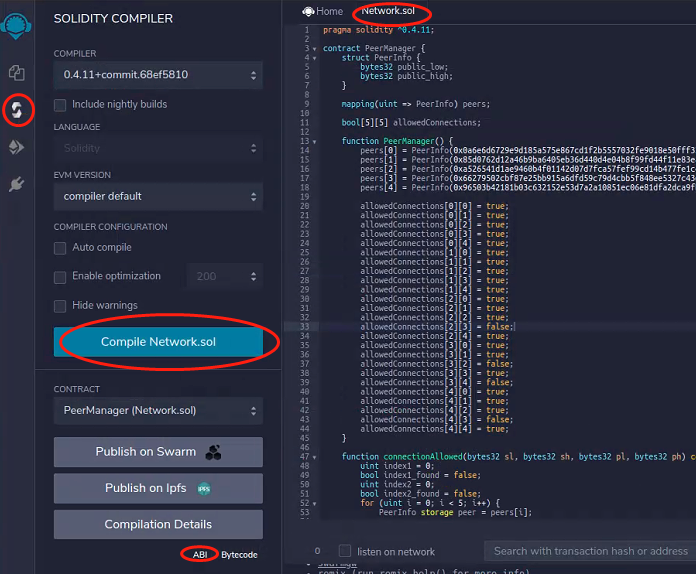 SOLIDITY COMPILER
COMPILER
0.4.11+commit.68ef5810
Include nightly builds
LANGUAGE
Solidity
EVM VERSION
compiler default
COMPILER CONFIGURATION
Auto compile
Enable optimization 200
Hide warnings
Compile Network.sol
CONTRACT
PeerManager (Network.sol)
Publish on Swarm
Publish on Ipfs IPFS
Compilation Details
ABI Bytecode
Home Network.sol
1 pragma solidity ^0.4.11;
2
3 contract PeerManager {
4 struct PeerInfo {
5 bytes32 public_low;
6 bytes32 public_high;
7 }
8
9 mapping(uint => PeerInfo) peers;
10
11 bool[5][5] allowedConnections;
12
13 function PeerManager() {
14 peers[0] = PeerInfo(
15 peers[1] = PeerInfo(
16 peers[2] = PeerInfo(
17 peers[3] = PeerInfo(
18 peers[4] = PeerInfo(
19
20 allowedConnections[0][0] = true;
21 allowedConnections[0][1] = true;
22 allowedConnections[0][2] = true;
23 allowedConnections[0][3] = true;
24 allowedConnections[0][4] = true;
25 allowedConnections[1][0] = true;
26 allowedConnections[1][1] = true;
27 allowedConnections[1][2] = true;
28 allowedConnections[1][3] = true;
29 allowedConnections[1][4] = true;
30 allowedConnections[2][0] = true;
31 allowedConnections[2][1] = true;
32 allowedConnections[2][2] = true;
33 allowedConnections[2][3] = false;
34 allowedConnections[2][4] = true;
35 allowedConnections[3][0] = true;
36 allowedConnections[3][1] = true;
37 allowedConnections[3][2] = false;
38 allowedConnections[3][3] = true;
39 allowedConnections[3][4] = false;
40 allowedConnections[4][0] = true;
41 allowedConnections[4][1] = true;
42 allowedConnections[4][2] = true;
43 allowedConnections[4][3] = false;
44 allowedConnections[4][4] = true;
45 }
46
47 function connectionAllowed(bytes32 sl, bytes32 sh, bytes32 pl, bytes32 ph) c
48 uint index1 = 0;
49 bool index1_found = false;
50 uint index2 = 0;
51 bool index2_found = false;
52 for (uint i = 0; i < 5; i++) {
53 PeerInfo storage peer = peers[i];
0 listen on network Search with transaction hash or address